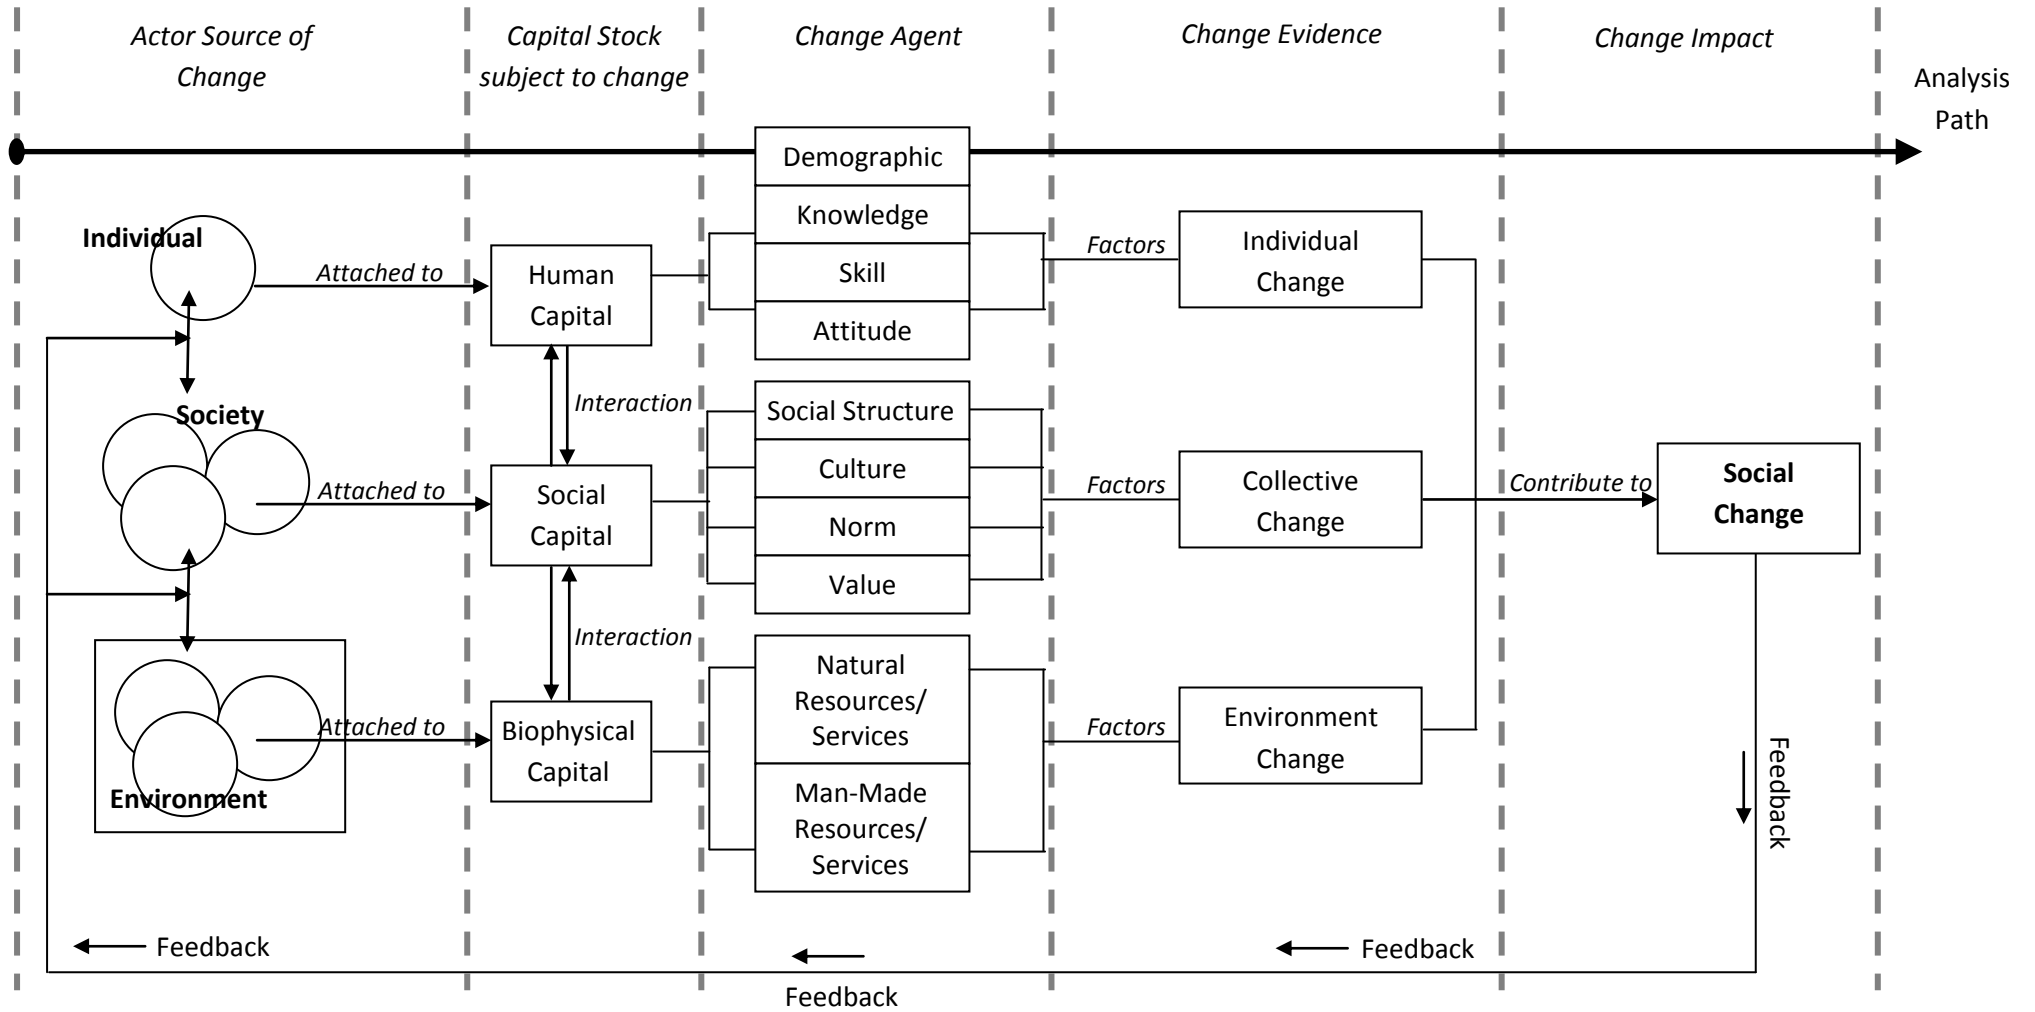 Actor Source of
Change
Capital Stock
subject to change
Change Agent
Change Evidence
Change Impact
Analysis
Path
Demographic
Knowledge
Skill
Attitude
Individual
Attached to
Human
Capital
Factors
Individual
Change
Interaction
Society
Attached to
Social
Capital
Social Structure
Culture
Norm
Value
Factors
Collective
Change
Contribute to
Social
Change
Interaction
Environment
Attached to
Biophysical
Capital
Natural
Resources/
Services
Man-Made
Resources/
Services
Factors
Environment
Change
Feedback
Feedback
Feedback
Feedback